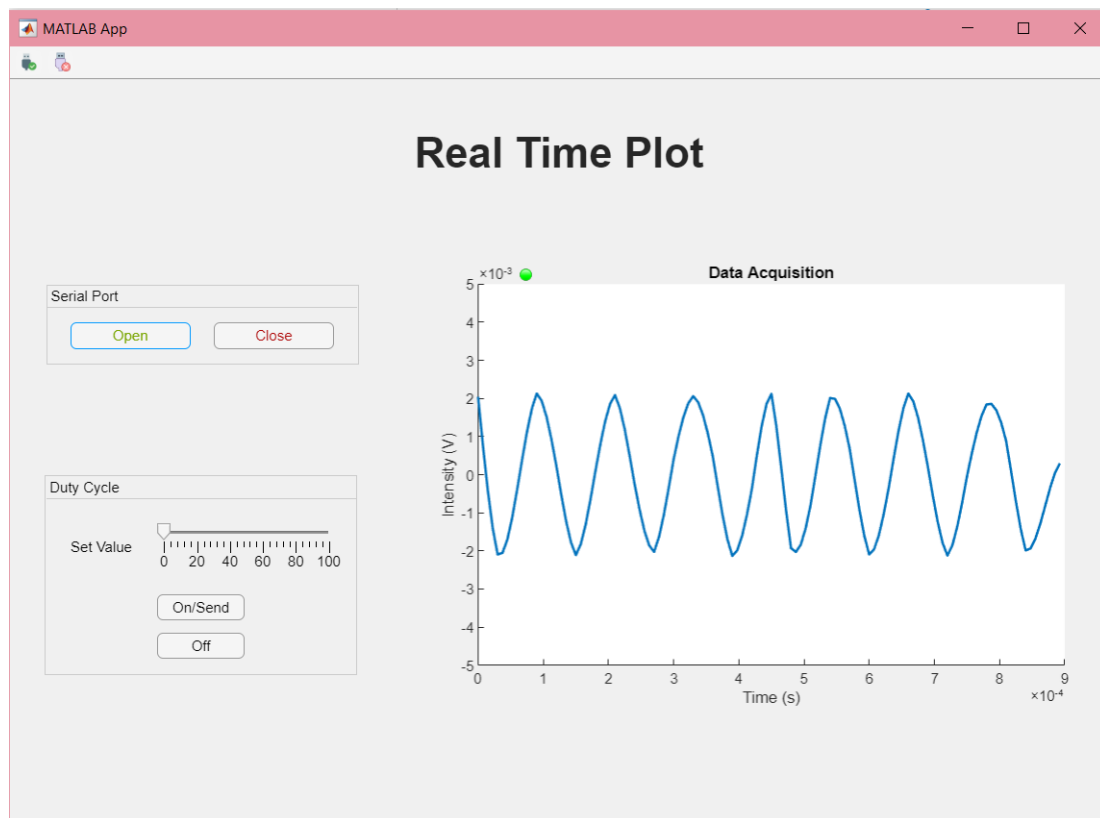 MATLAB App
Real Time Plot
Serial Port
Open Close
Duty Cycle
Set Value
0 20 40 60 80 100
On/Send
Off
Data Acquisition
×10-3
5
4
3
2
1
0
-1
-2
-3
-4
-5
Intensity (V)
0 1 2 3 4 5 6 7 8 9
Time (s)
×10-4